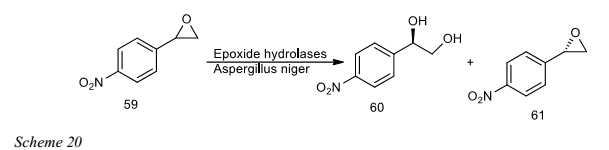 O
O₂N
59
Epoxide hydrolases
Aspergillus niger
OH
OH
O₂N
60
+
O
O₂N
61
Scheme 20